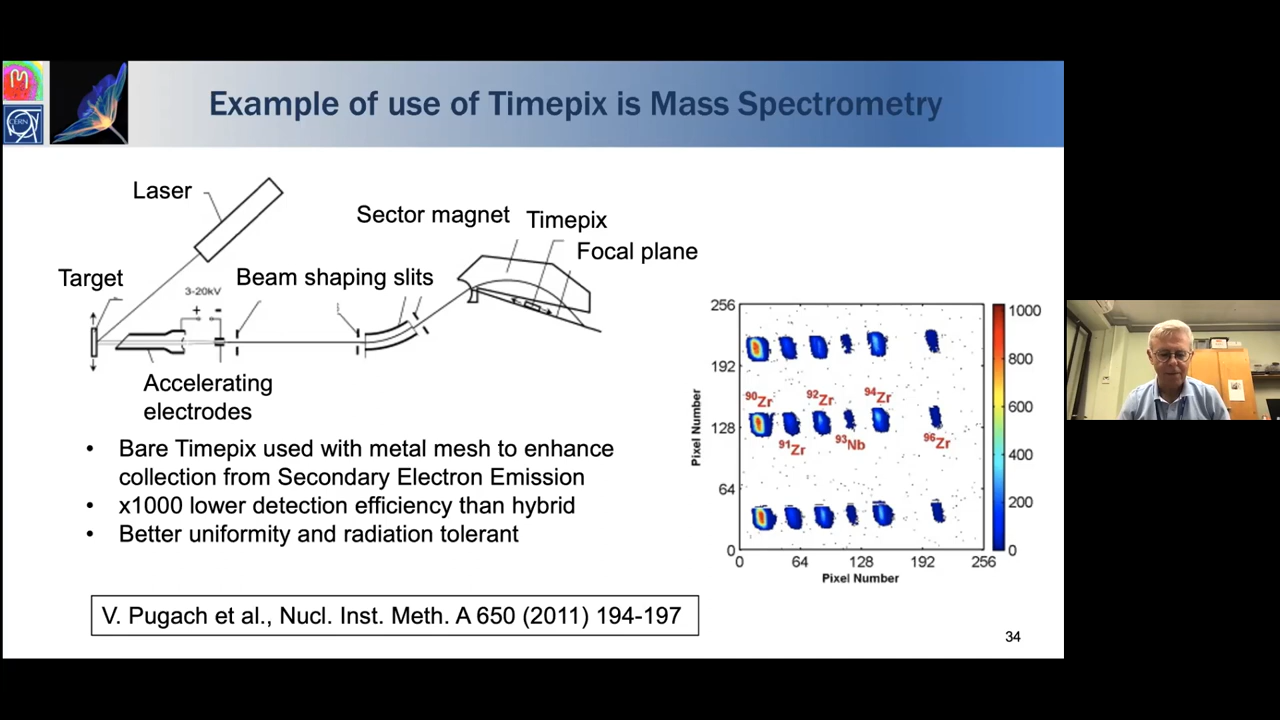 CERN
Example of use of Timepix is Mass Spectrometry
Laser
Sector magnet
Timepix
Focal plane
Target
Beam shaping slits
3-20kV
+ -
Accelerating
electrodes
• Bare Timepix used with metal mesh to enhance
collection from Secondary Electron Emission
• x1000 lower detection efficiency than hybrid
• Better uniformity and radiation tolerant
V. Pugach et al., Nucl. Inst. Meth. A 650 (2011) 194-197
256
192
128
64
0
Pixel Number
⁹⁰Zr
⁹²Zr
⁹⁴Zr
⁹¹Zr
⁹³Nb
⁹⁶Zr
0 64 128 192 256
Pixel Number
1000
800
600
400
200
0
34